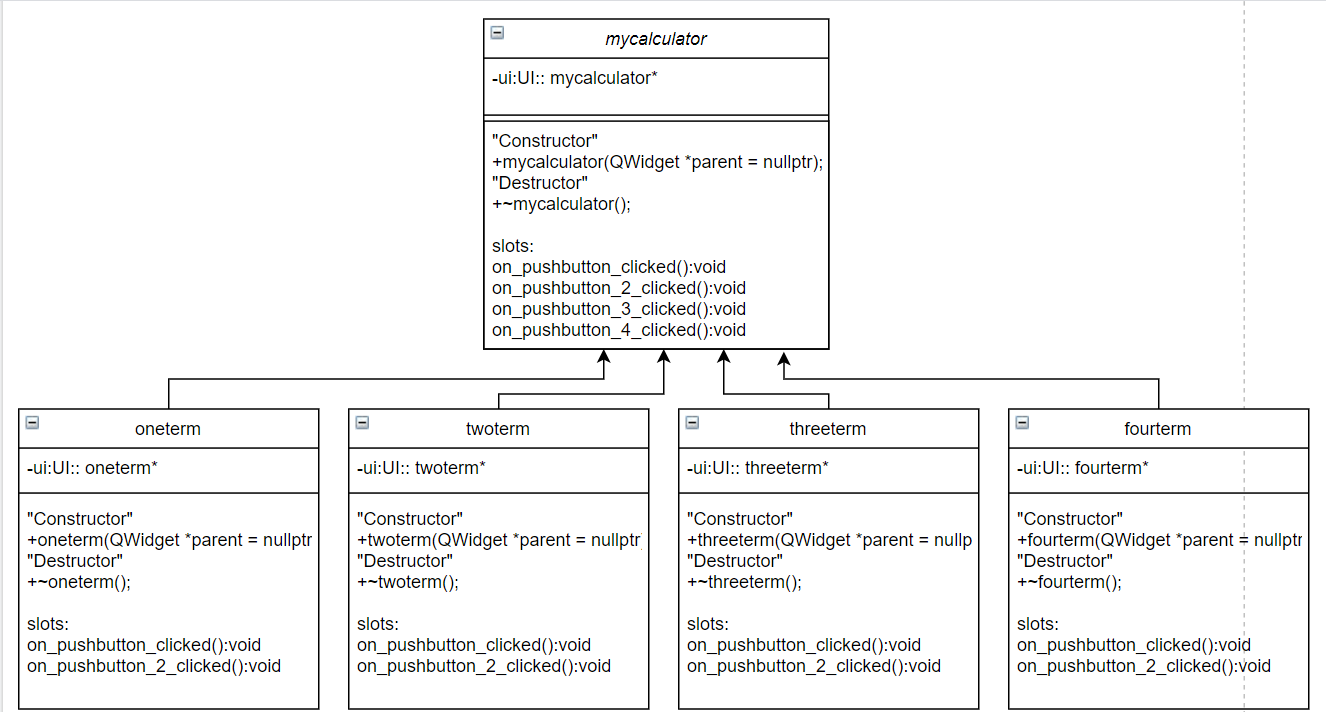 mycalculator
-ui:UI:: mycalculator*
"Constructor"
+mycalculator(QWidget *parent = nullptr);
"Destructor"
+~mycalculator();
slots:
on_pushbutton_clicked():void
on_pushbutton_2_clicked():void
on_pushbutton_3_clicked():void
on_pushbutton_4_clicked():void
oneterm
-ui:UI:: oneterm*
"Constructor"
+oneterm(QWidget *parent = nullptr
"Destructor"
+~oneterm();
slots:
on_pushbutton_clicked():void
on_pushbutton_2_clicked():void
twoterm
-ui:UI:: twoterm*
"Constructor"
+twoterm(QWidget *parent = nullptr
"Destructor"
+~twoterm();
slots:
on_pushbutton_clicked():void
on_pushbutton_2_clicked():void
threeterm
-ui:UI:: threeterm*
"Constructor"
+threeterm(QWidget *parent = nullp
"Destructor"
+~threeterm();
slots:
on_pushbutton_clicked():void
on_pushbutton_2_clicked():void
fourterm
-ui:UI:: fourterm*
"Constructor"
+fourterm(QWidget *parent = nullptr
"Destructor"
+~fourterm();
slots:
on_pushbutton_clicked():void
on_pushbutton_2_clicked():void